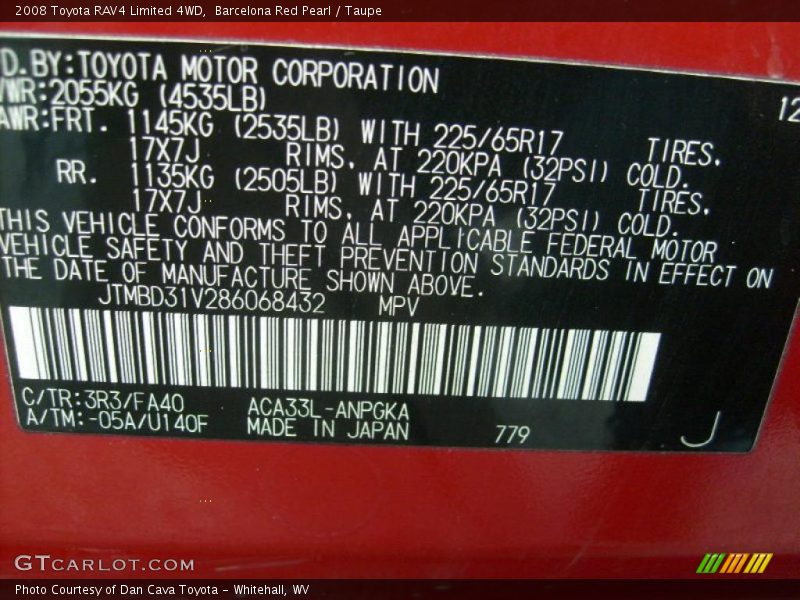 2008 Toyota RAV4 Limited 4WD,  Barcelona Red Pearl / Taupe
D. BY: TOYOTA MOTOR CORPORATION
VWR: 2055KG (4535LB)
12
AWR: FRT. 1145KG (2535LB) WITH 225/65R17 TIRES.
17X7J RIMS. AT 220KPA (32PSI) COLD.
RR. 1135KG (2505LB) WITH 225/65R17 TIRES.
17X7J RIMS. AT 220KPA (32PSI) COLD.
THIS VEHICLE CONFORMS TO ALL APPLICABLE FEDERAL MOTOR
VEHICLE SAFETY AND THEFT PREVENTION STANDARDS IN EFFECT ON
THE DATE OF MANUFACTURE SHOWN ABOVE.
JTMBD31V286068432 MPV
C/TR: 3R3/FA40 ACA33L-ANPGKA
A/TM: -05A/U140F MADE IN JAPAN 779 J
GTCARLOT.COM
Photo Courtesy of Dan Cava Toyota - Whitehall, WV